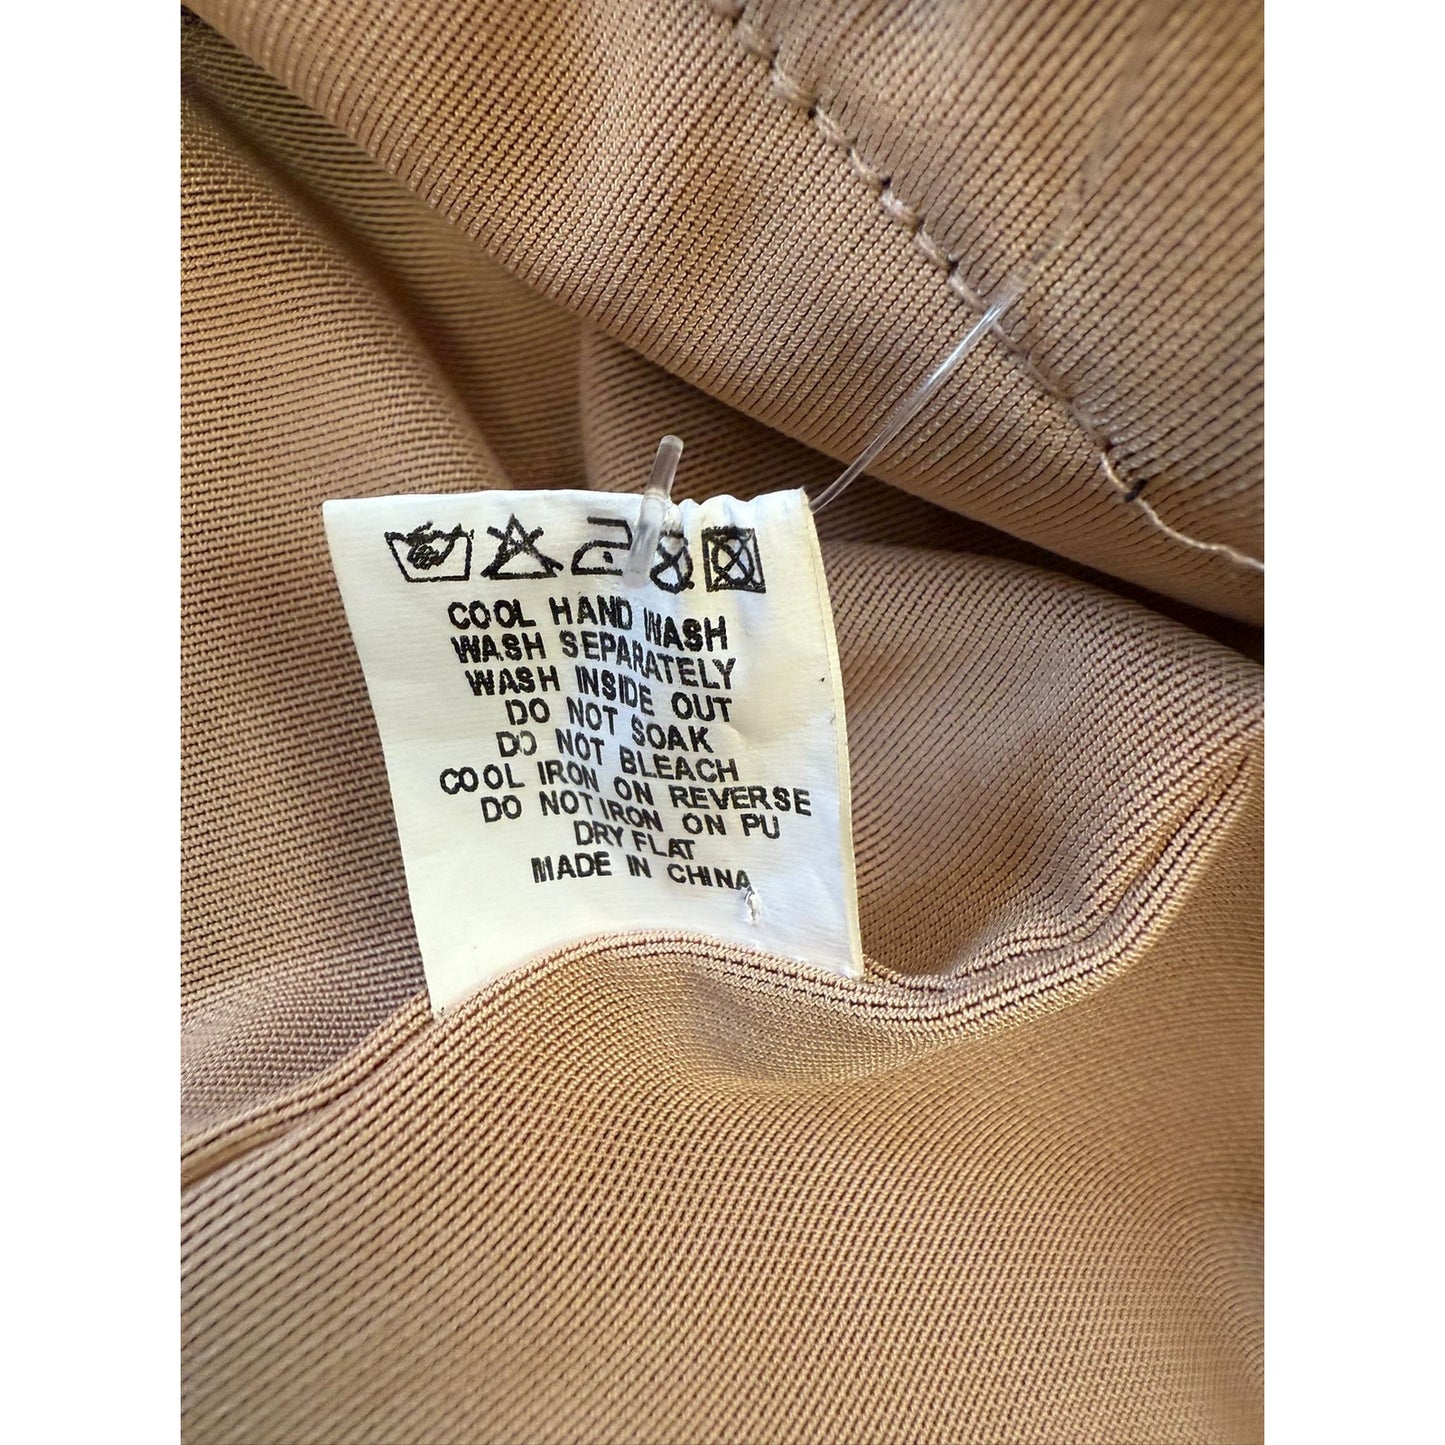 COOL HAND WASH
WASH SEPARATELY
WASH INSIDE OUT
DO NOT SOAK
DO NOT BLEACH
COOL IRON ON REVERSE
DO NOT IRON ON PU
DRY FLAT
MADE IN CHINA